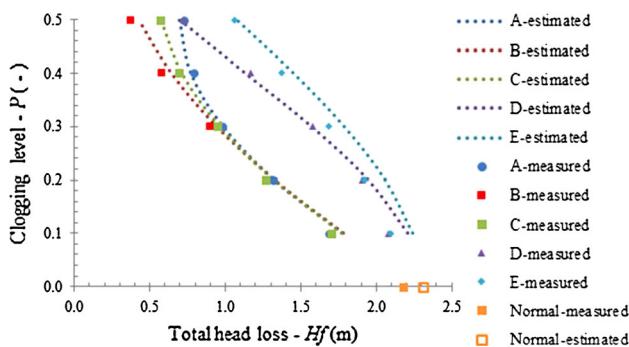 Clogging level - P ( - )
0.5
0.4
0.3
0.2
0.1
0.0
0.0 0.5 1.0 1.5 2.0 2.5
Total head loss - Hf (m)
A-estimated
B-estimated
C-estimated
D-estimated
E-estimated
A-measured
B-measured
C-measured
D-measured
E-measured
Normal-measured
Normal-estimated